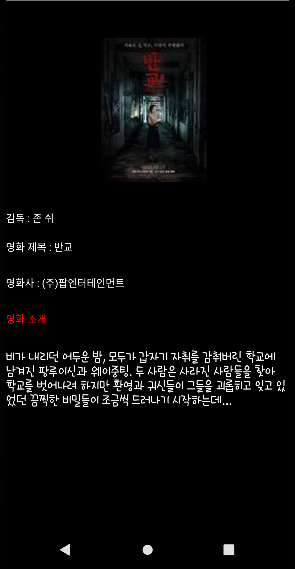 반교
감독 : 존 쉬
명화 제목 : 반교
명화사 : (주)팝엔터테인먼트
명화 소개
비가 내리던 어두운 밤, 모두가 갑자기 자취를 감춰버린 학교에
남겨진 팡루이신과 웨이중팅. 두 사람은 사라진 사람들을 찾아
학교를 벗어나려 하지만 환영과 귀신들이 그들을 괴롭히고 잊고 있
었던 끔찍한 비밀들이 조금씩 드러나기 시작하는데...